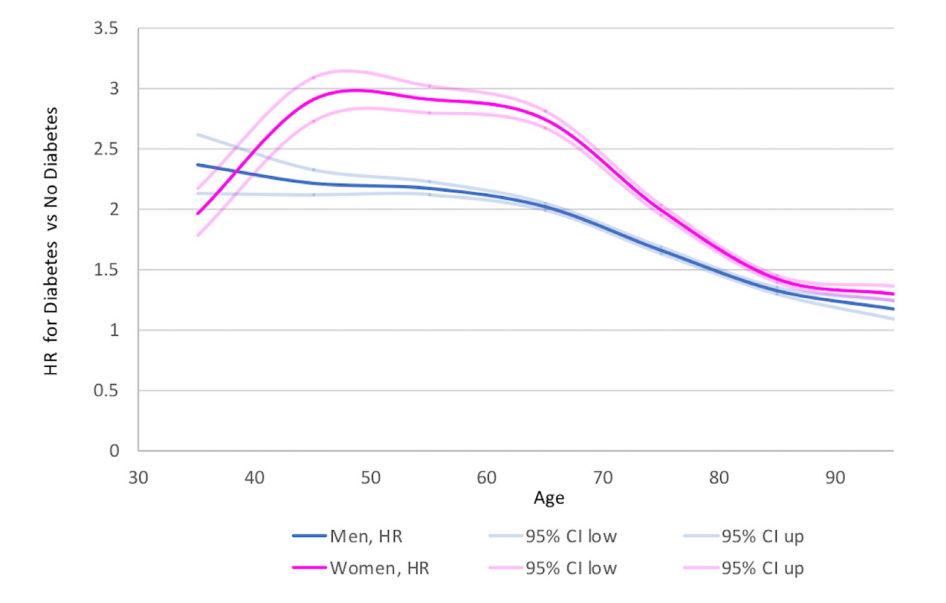 3.5
3
2.5
2
1.5
1
0.5
0
HR for Diabetes vs No Diabetes
30 40 50 60 70 80 90
Age
Men, HR 95% CI low 95% CI up
Women, HR 95% CI low 95% CI up